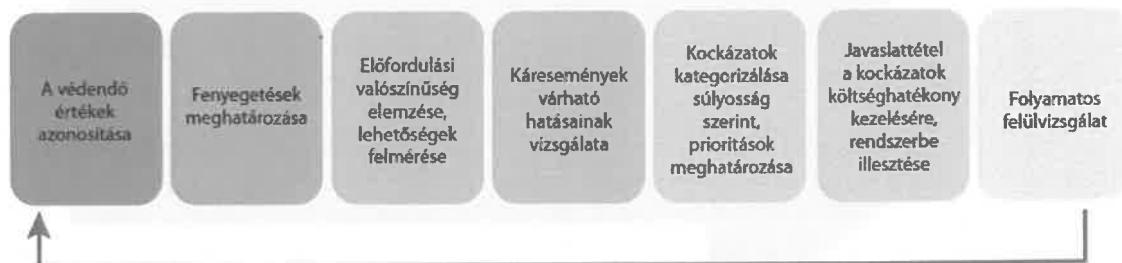 A védendő
értékek
azonosítása
Fenyegetések
meghatározása
Előfordulási
valószínűség
elemzése,
lehetőségek
felmérése
Káresemények
várható
hatásainak
vizsgálata
Kockázatok
kategorizálása
súlyosság
szerint,
prioritások
meghatározása
Javaslattétel
a kockázatok
költséghatékony
kezelésére,
rendszerbe
illesztése
Folyamatos
felülvizsgálat